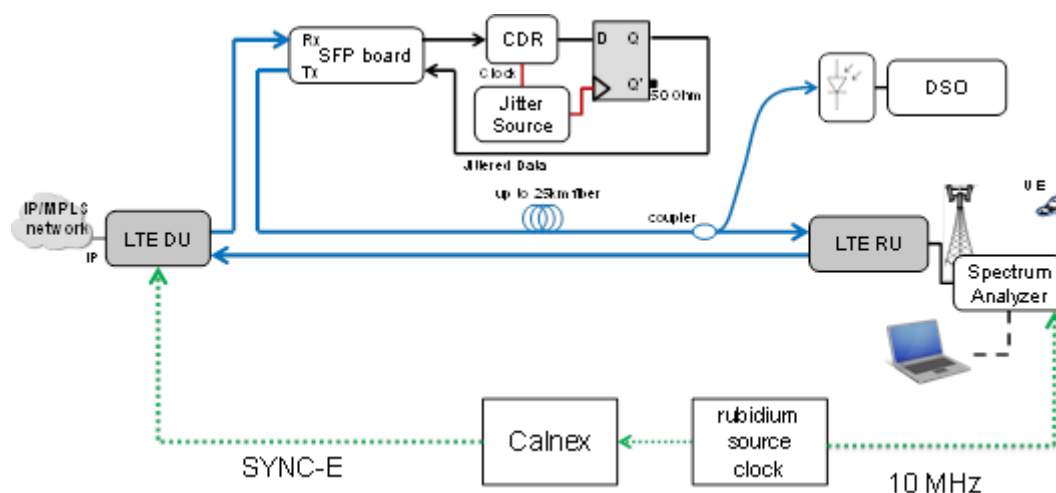 Rx
SFP board
Tx
CDR
Clock
Jitter
Source
D Q
Q'
50 Ohm
DSO
Jittered Data
up to 25km fiber
coupler
UE
IP/MPLS
network
IP
LTE DU
LTE RU
Spectrum
Analyzer
Calnex
rubidium
source
clock
SYNC-E
10 MHz